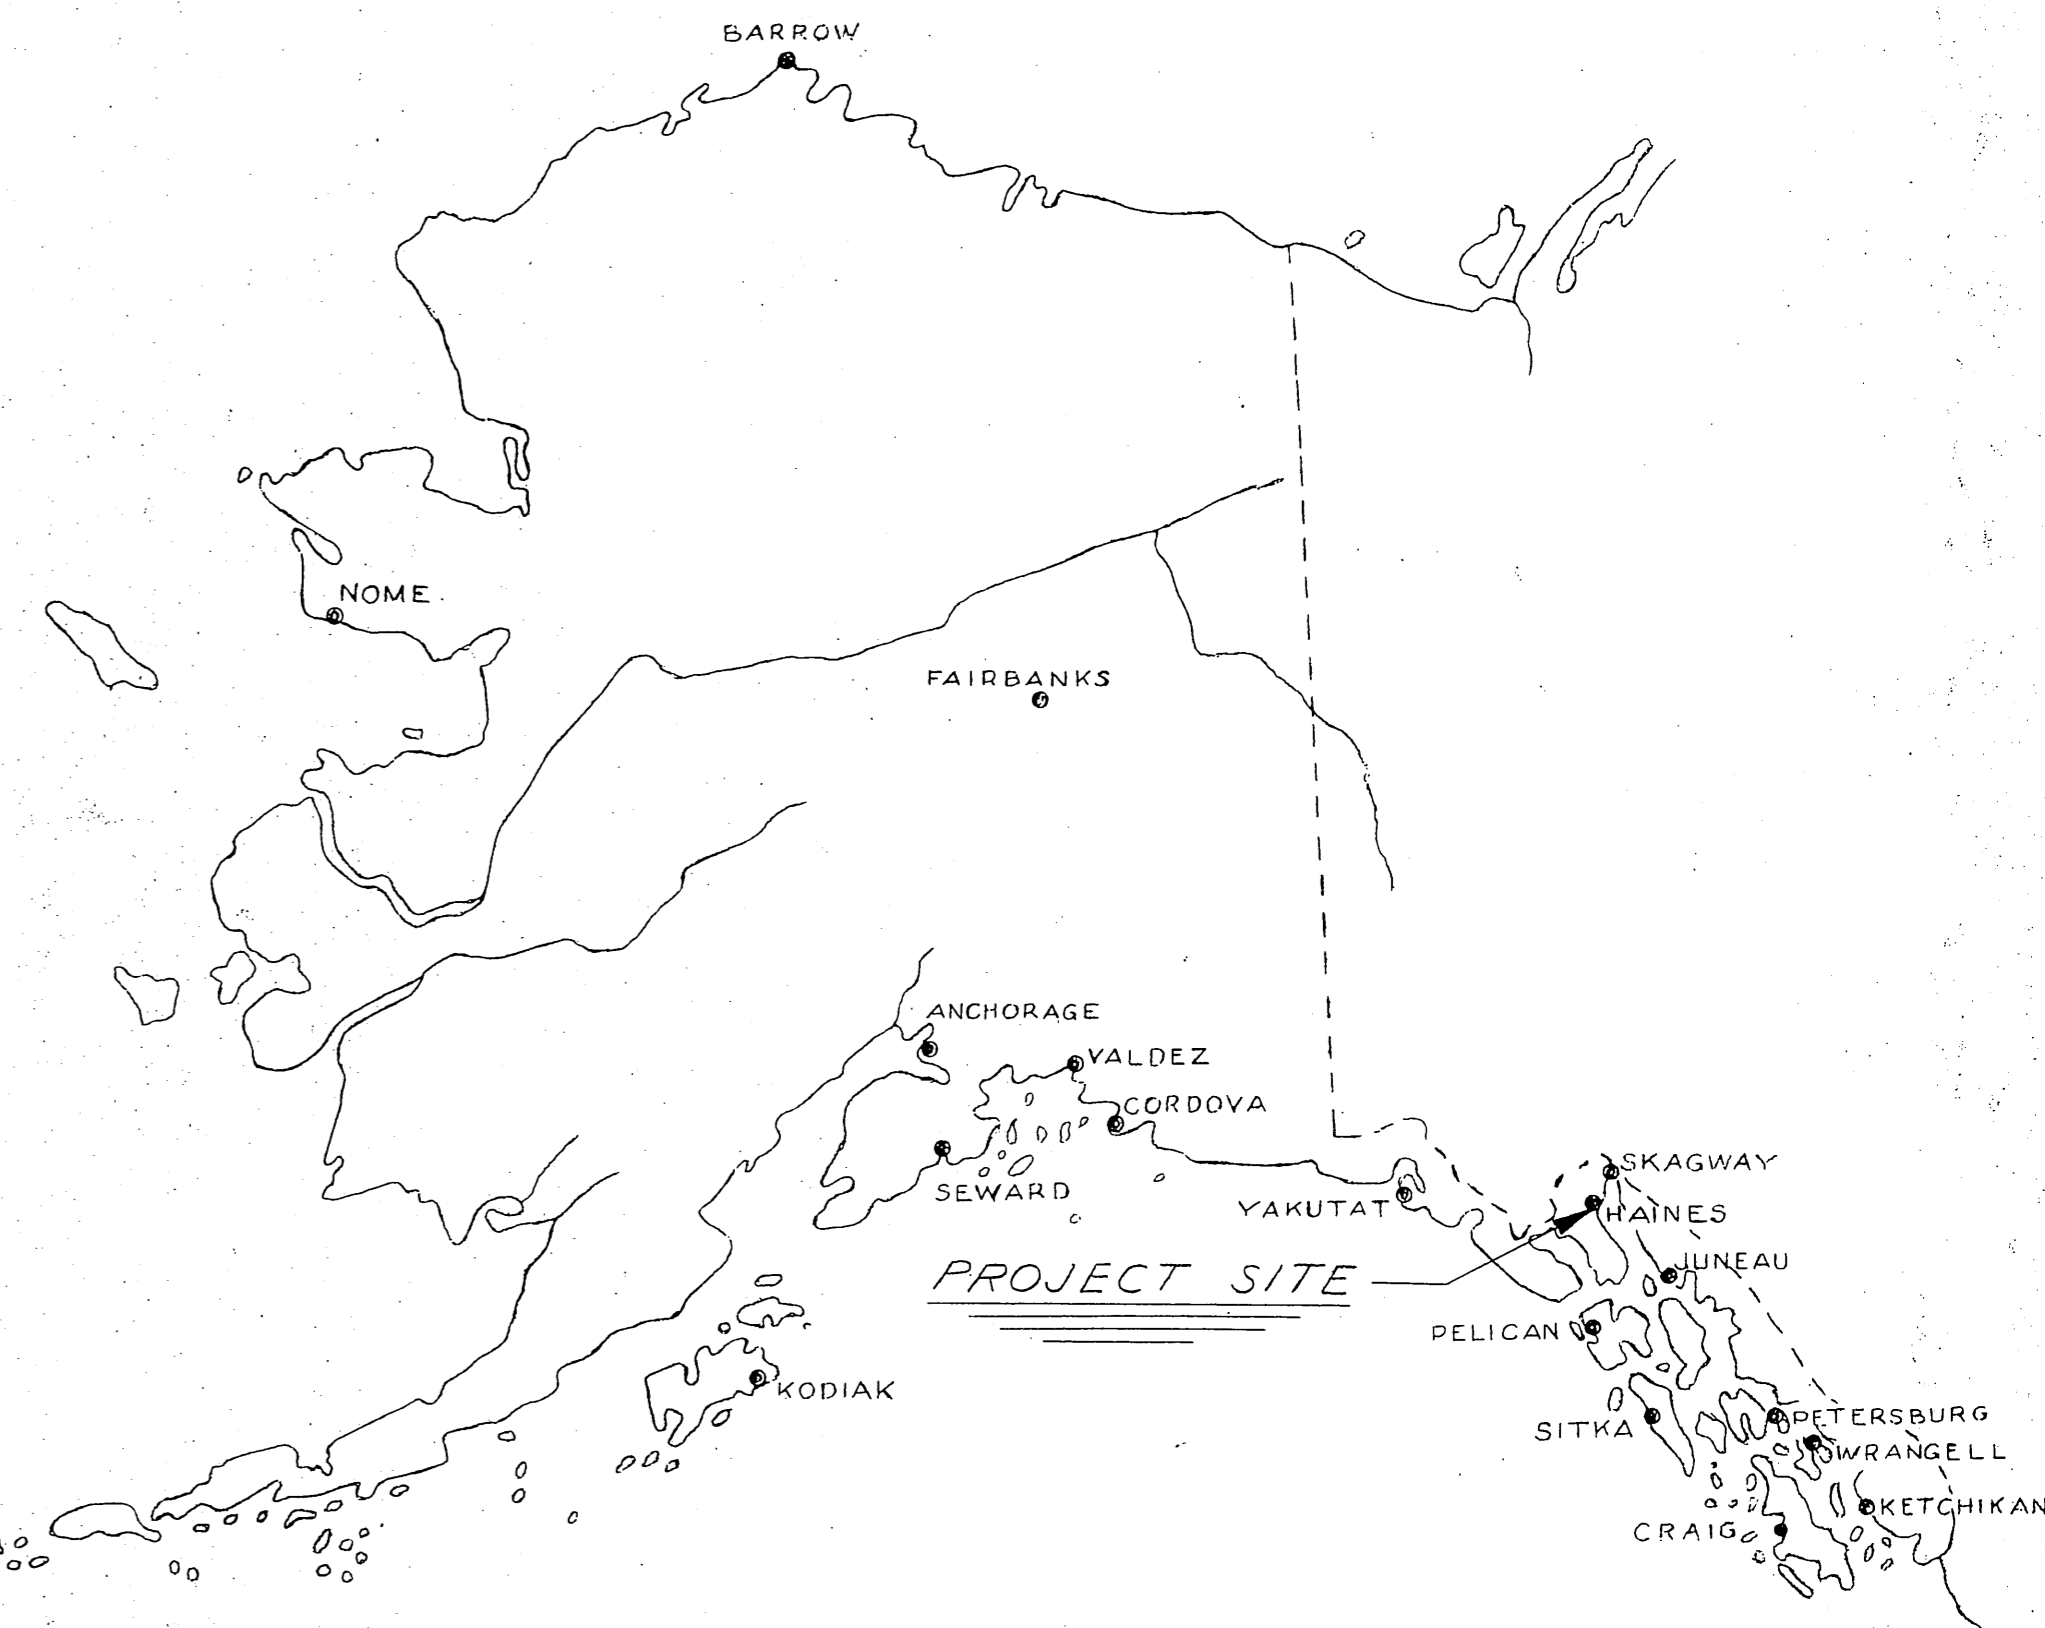 BARROW
NOME
FAIRBANKS
ANCHORAGE
VALDEZ
CORDOVA
SEWARD
SKAGWAY
YAKUTAT
HAINES
JUNEAU
PROJECT SITE
PELICAN
KODIAK
SITKA
PETERSBURG
WRANGELL
KETCHIKAN
CRAIG